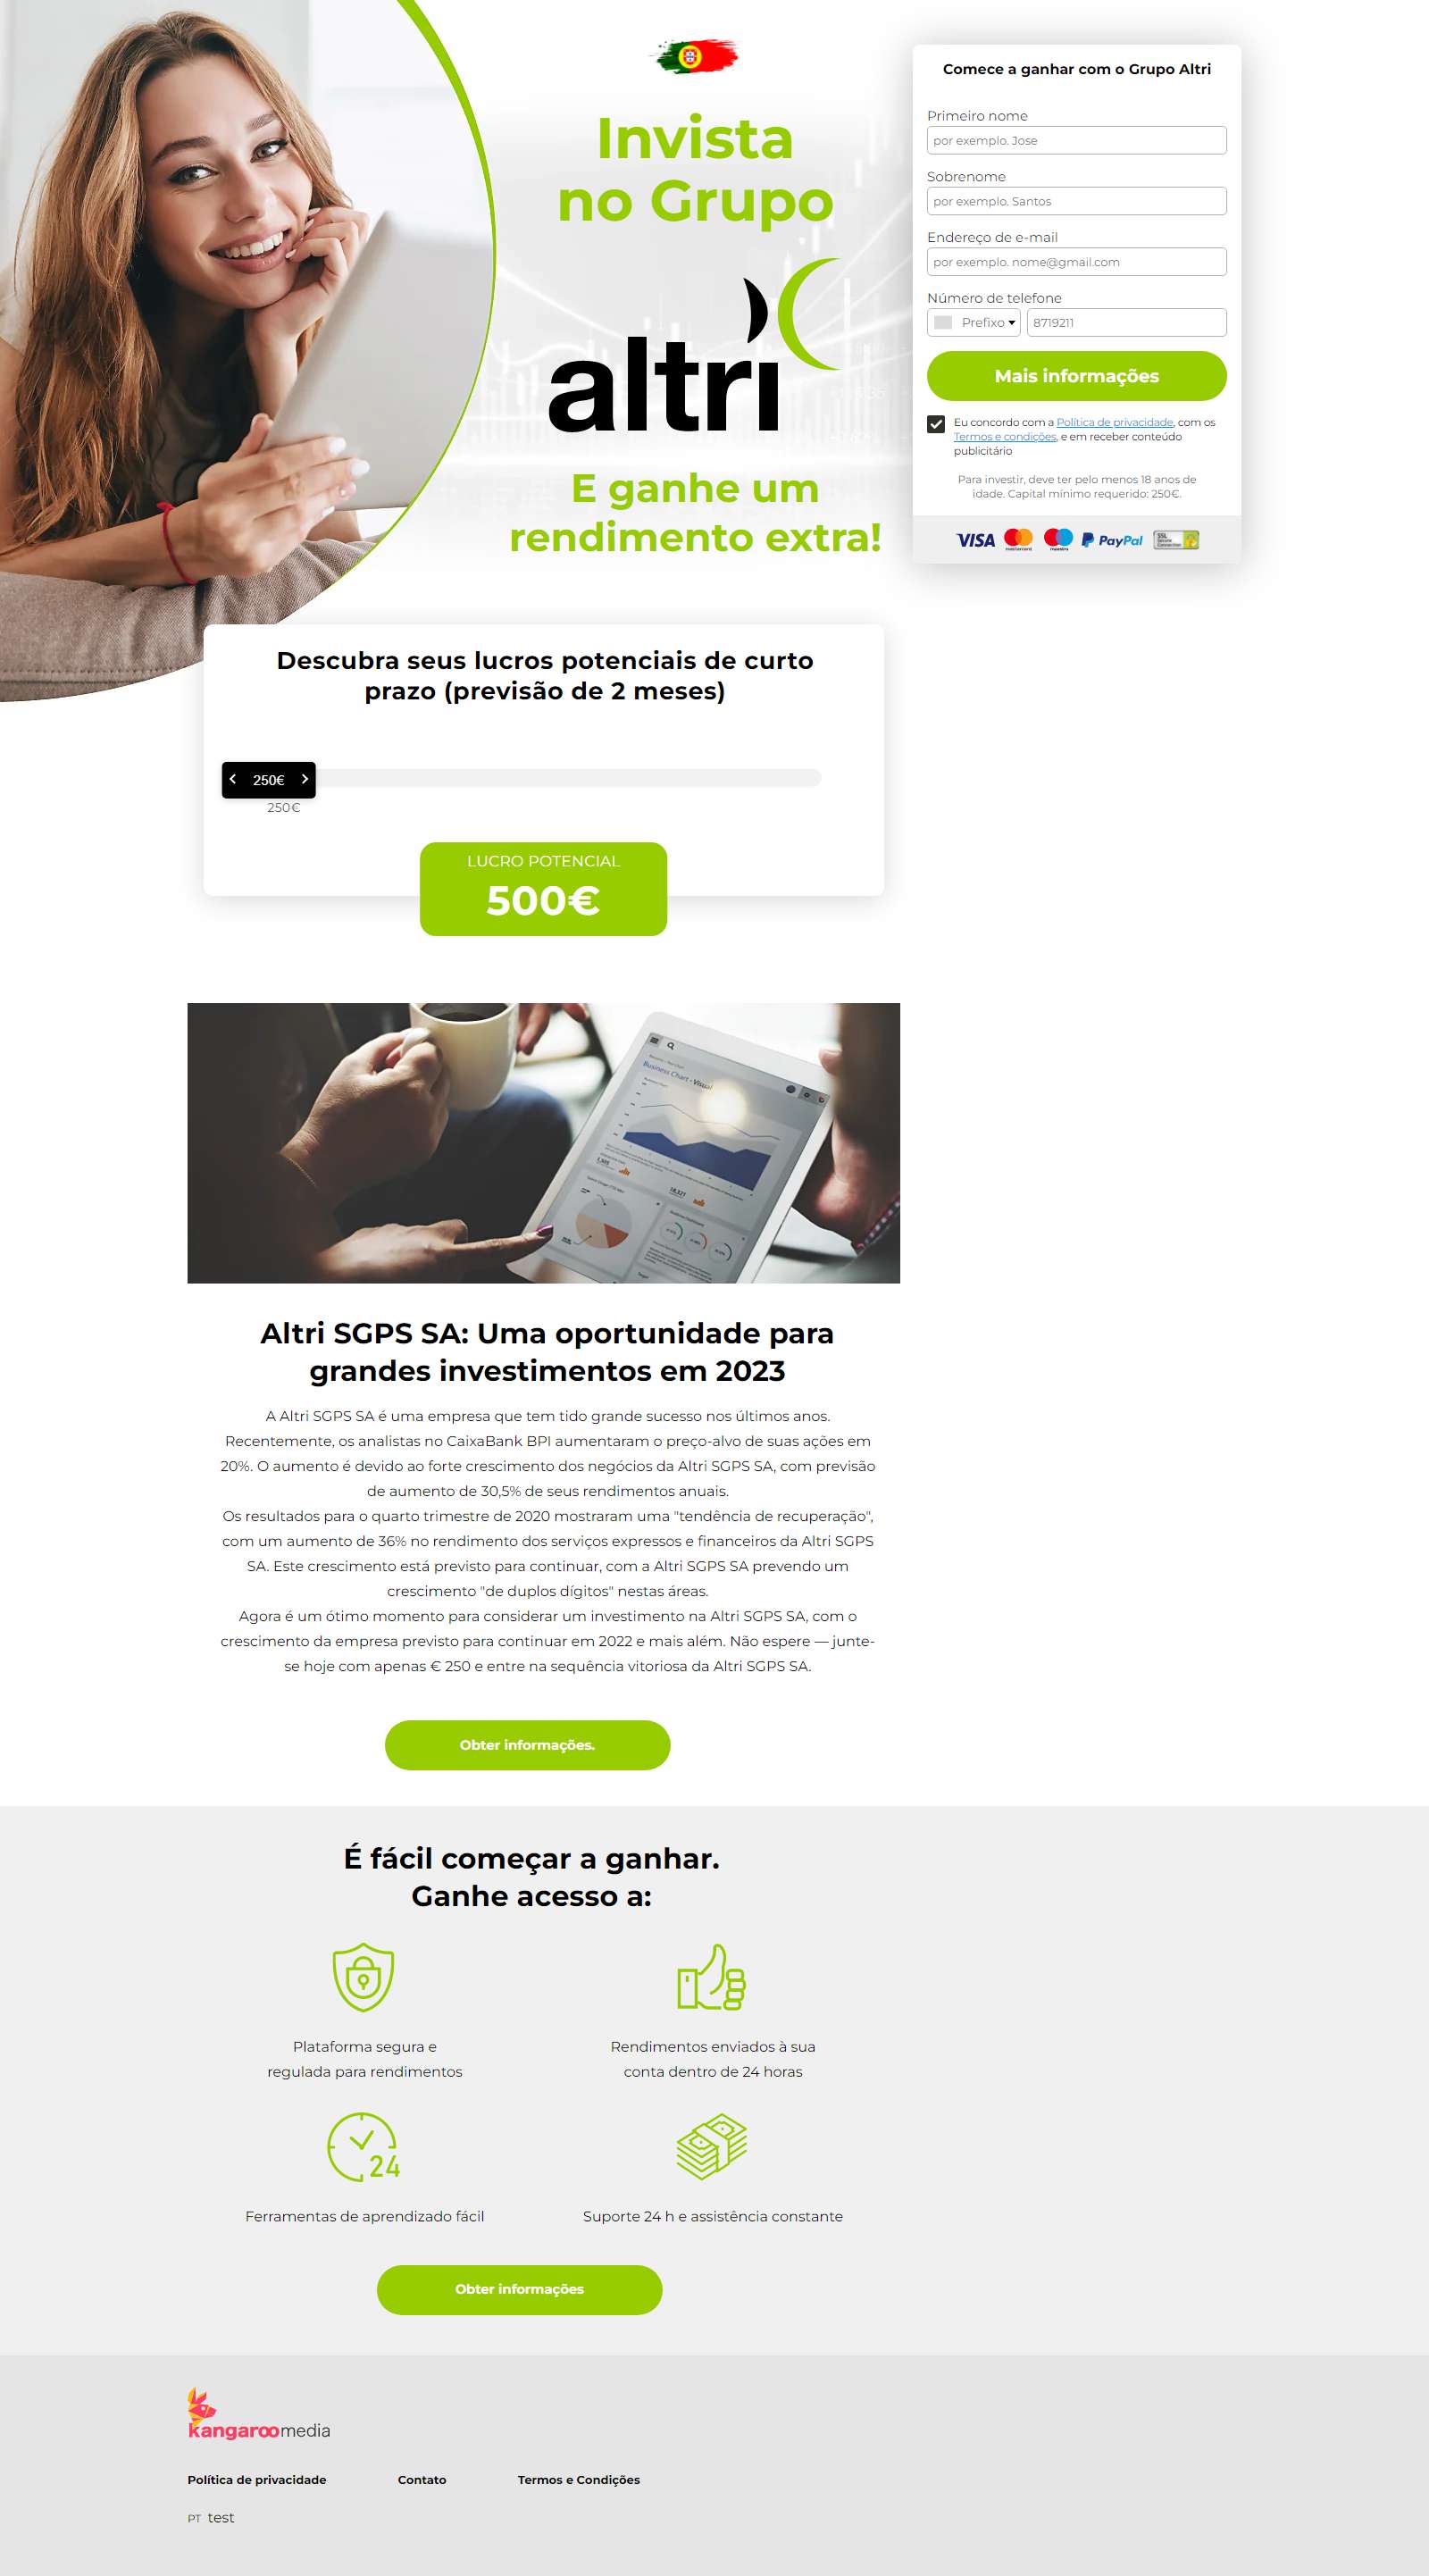 Invista
no Grupo
altri
E ganhe um
rendimento extra!
Comece a ganhar com o Grupo Altri
Primeiro nome
por exemplo. Jose
Sobrenome
por exemplo. Santos
Endereço de e-mail
por exemplo. nome@gmail.com
Número de telefone
Prefixo
8719211
Mais informações
Eu concordo com a Política de privacidade, com os
Termos e condições, e em receber conteúdo
publicitário
Para investir, deve ter pelo menos 18 anos de
idade. Capital mínimo requerido: 250€.
VISA
mastercard
maestro
PayPal
SSL
Descubra seus lucros potenciais de curto
prazo (previsão de 2 meses)
250€
250€
LUCRO POTENCIAL
500€
Business Chart - Visual
Altri SGPS SA: Uma oportunidade para
grandes investimentos em 2023
A Altri SGPS SA é uma empresa que tem tido grande sucesso nos últimos anos.
Recentemente, os analistas no CaixaBank BPI aumentaram o preço-alvo de suas ações em
20%. O aumento é devido ao forte crescimento dos negócios da Altri SGPS SA, com previsão
de aumento de 30,5% de seus rendimentos anuais.
Os resultados para o quarto trimestre de 2020 mostraram uma "tendência de recuperação",
com um aumento de 36% no rendimento dos serviços expressos e financeiros da Altri SGPS
SA. Este crescimento está previsto para continuar, com a Altri SGPS SA prevendo um
crescimento "de duplos dígitos" nestas áreas.
Agora é um ótimo momento para considerar um investimento na Altri SGPS SA, com o
crescimento da empresa previsto para continuar em 2022 e mais além. Não espere — junte-
se hoje com apenas € 250 e entre na sequência vitoriosa da Altri SGPS SA.
Obter informações.
É fácil começar a ganhar.
Ganhe acesso a:
Plataforma segura e
regulada para rendimentos
Rendimentos enviados à sua
conta dentro de 24 horas
24
Ferramentas de aprendizado fácil
Suporte 24 h e assistência constante
Obter informações
kangaroomedia
Política de privacidade
Contato
Termos e Condições
PT test